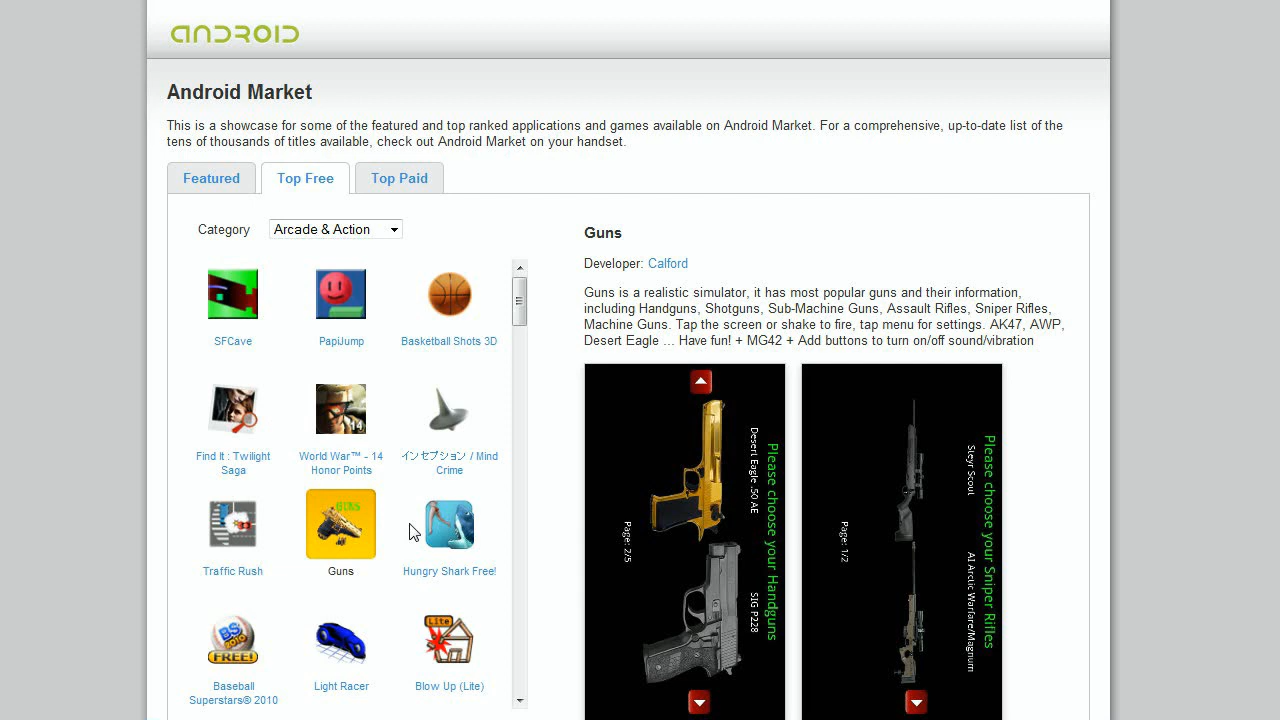 ANDROID
Android Market
This is a showcase for some of the featured and top ranked applications and games available on Android Market. For a comprehensive, up-to-date list of the
tens of thousands of titles available, check out Android Market on your handset.
Featured
Top Free
Top Paid
Category
Arcade & Action
SFCave
PapiJump
Basketball Shots 3D
14
Find It : Twilight
Saga
World War™ - 14
Honor Points
インセプション / Mind
Crime
GUNS
Traffic Rush
Guns
Hungry Shark Free!
BS
2010
FREE!
Lite
Baseball
Superstars® 2010
Light Racer
Blow Up (Lite)
Guns
Developer: Calford
Guns is a realistic simulator, it has most popular guns and their information,
including Handguns, Shotguns, Sub-Machine Guns, Assault Rifles, Sniper Rifles,
Machine Guns. Tap the screen or shake to fire, tap menu for settings. AK47, AWP,
Desert Eagle ... Have fun! + MG42 + Add buttons to turn on/off sound/vibration
Please choose your Handguns
Desert Eagle .50 AE
SIG P228
Page: 2/5
Please choose your Sniper Rifles
Steyr Scout
AI Arctic Warfare/Magnum
Page: 1/2